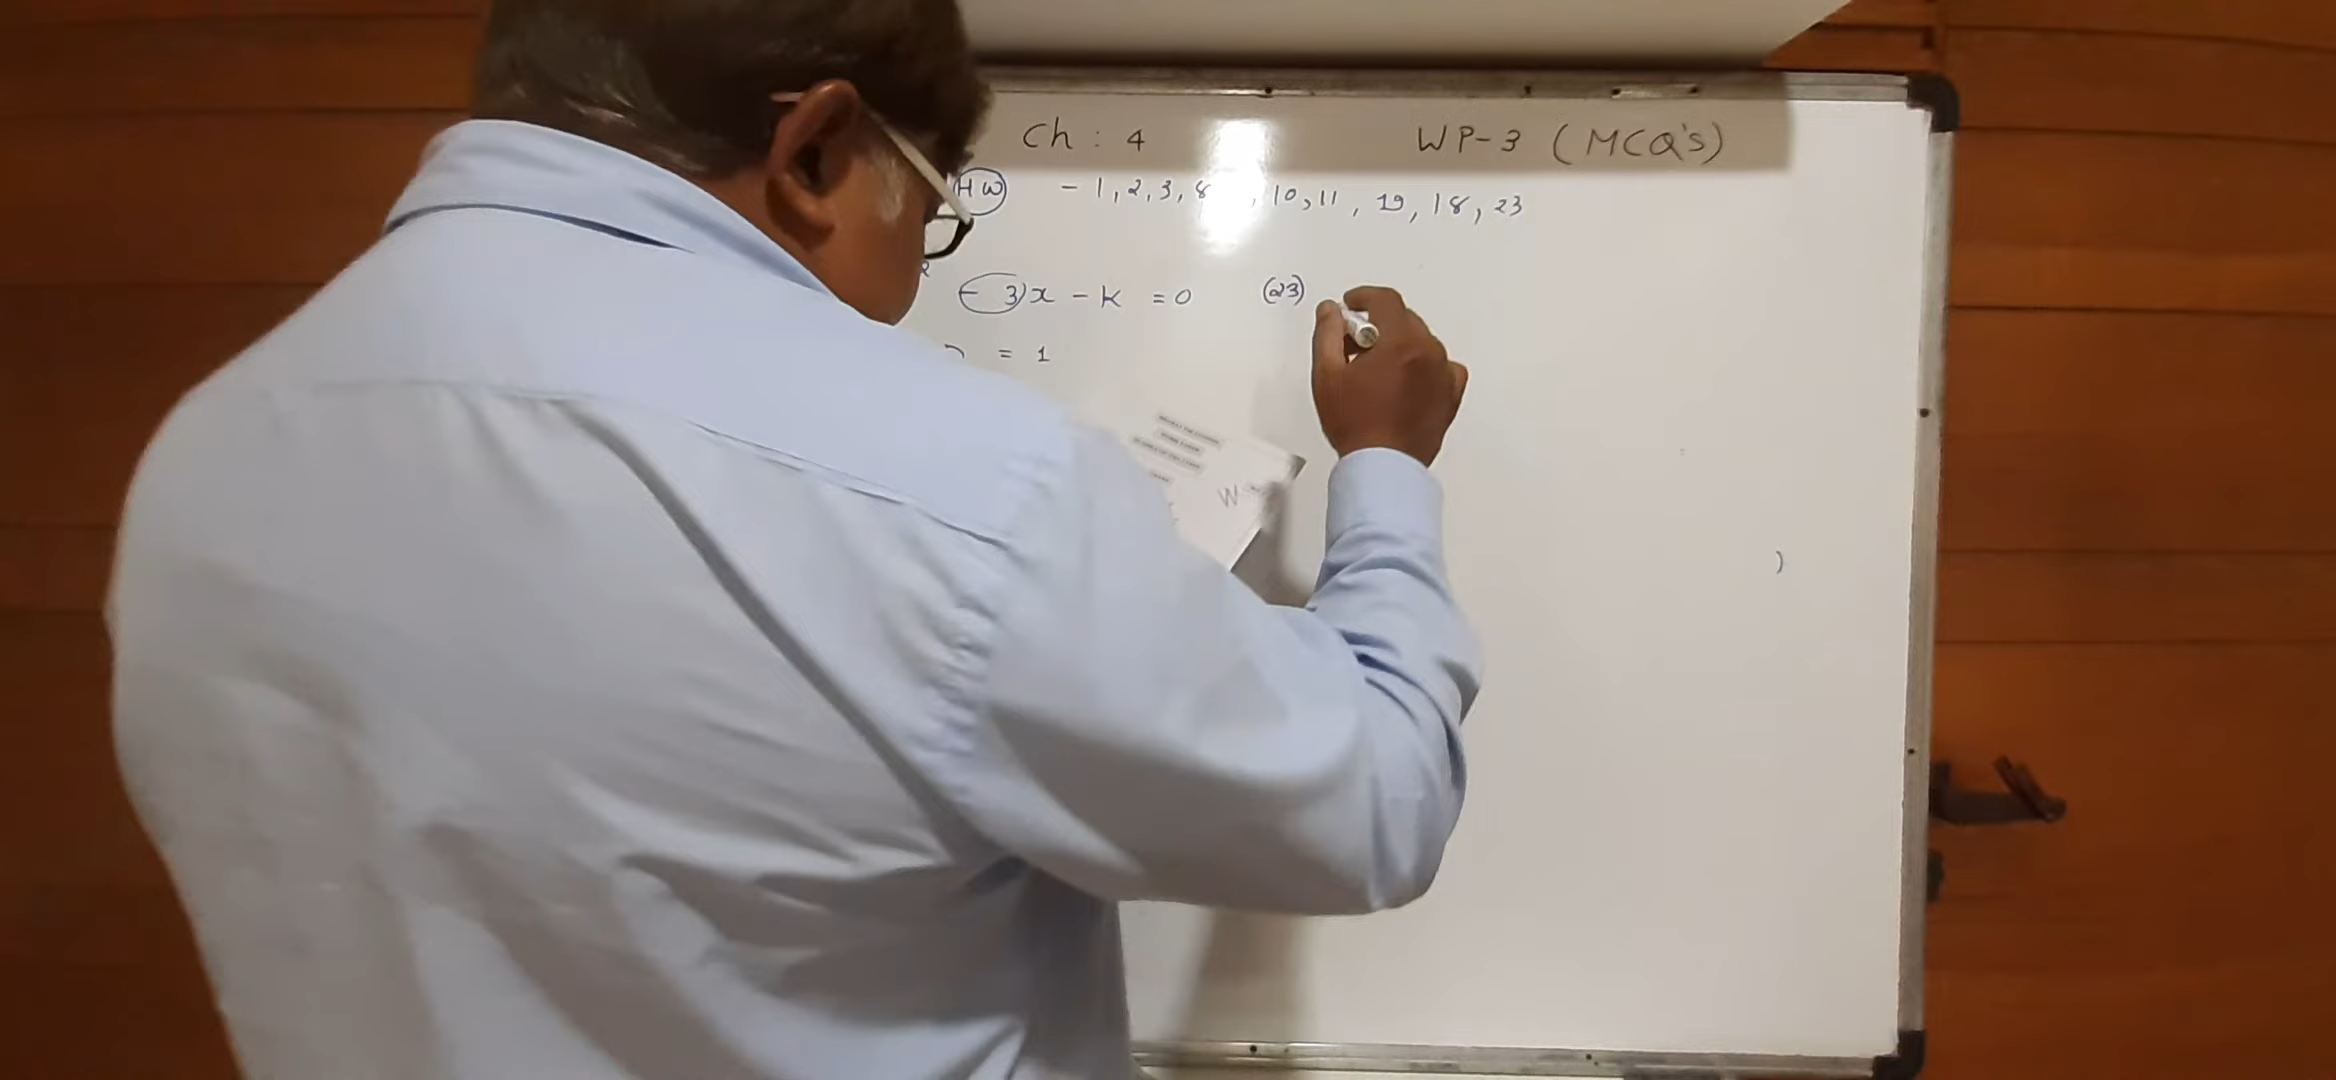 Ch : 4 WP-3 (MCQ's)
HW - 1, 2, 3, 8 , 10, 11, 19, 18, 23
- 3)x - K = 0 (23)
= 1
W
)